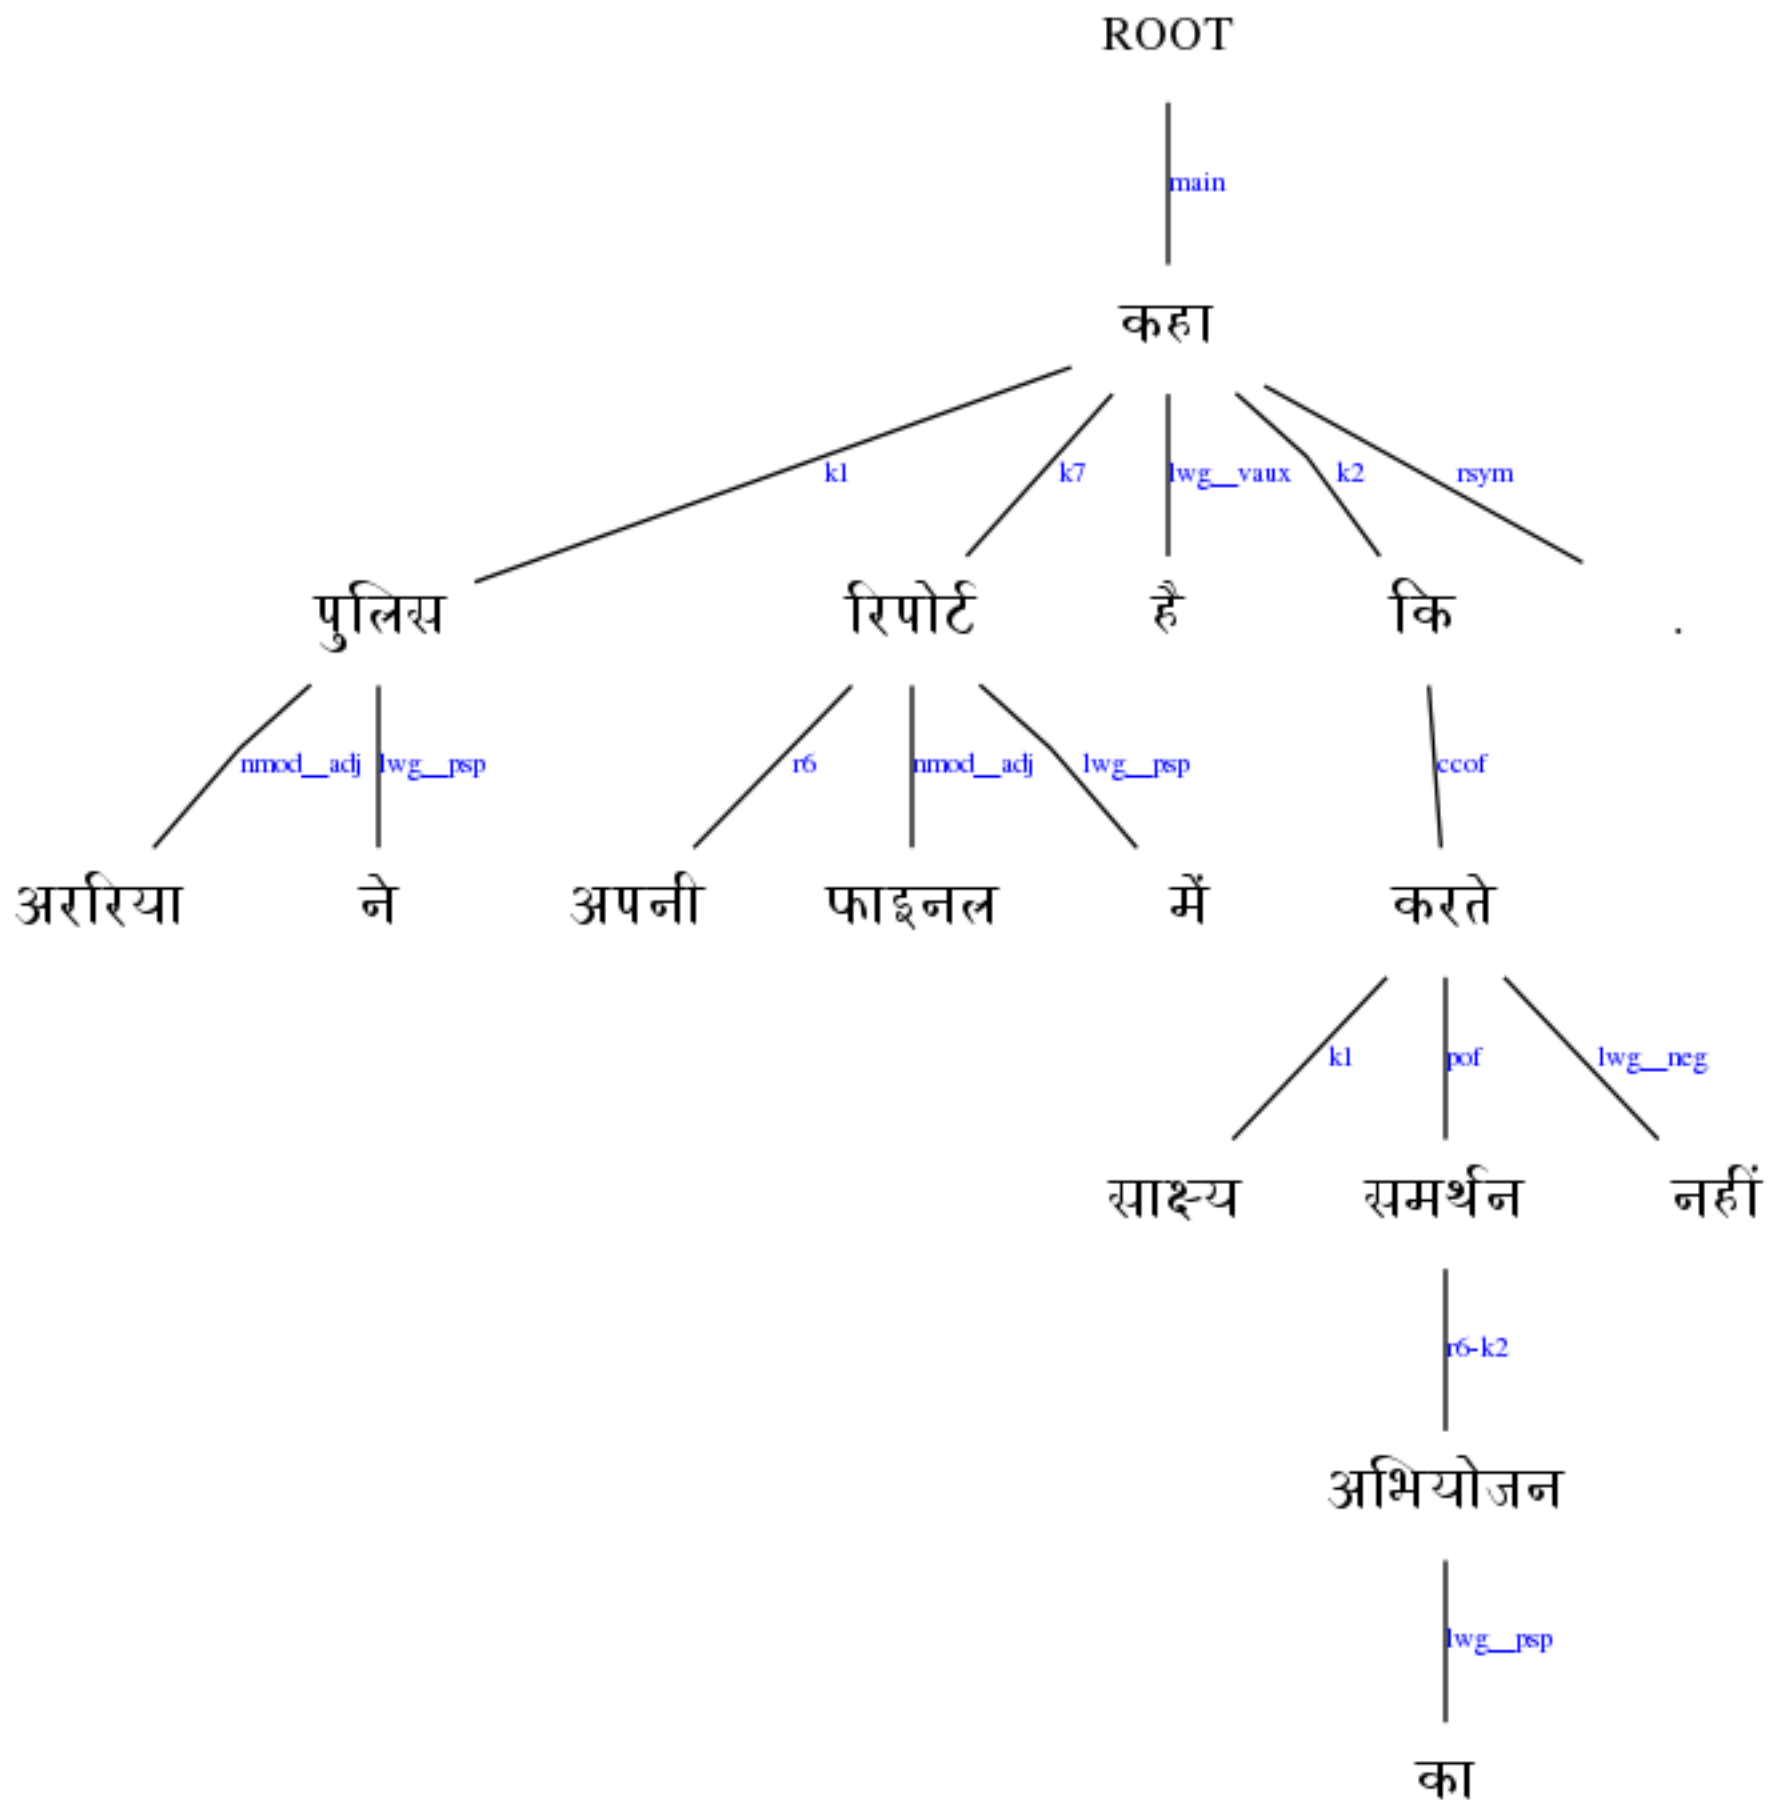 ROOT
main
कहा
k1 k7 lwg__vaux k2 rsym
पुलिस रिपोर्ट है कि .
nmod__adj lwg__psp r6 nmod__adj lwg__psp ccof
अररिया ने अपनी फाइनल में करते
k1 pof lwg__neg
साक्ष्य समर्थन नहीं
r6-k2
अभियोजन
lwg__psp
का